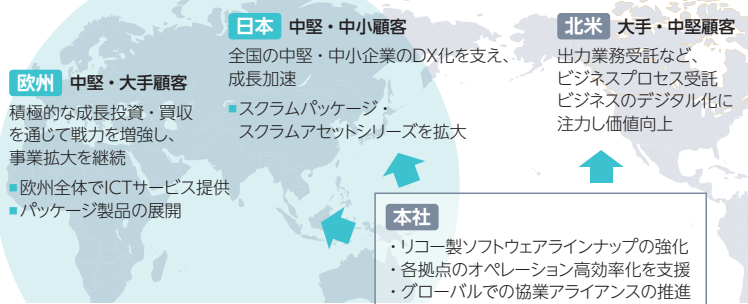 欧州 中堅・大手顧客
積極的な成長投資・買収
を通じて戦力を増強し、
事業拡大を継続
■欧州全体でICTサービス提供
■パッケージ製品の展開
日本 中堅・中小顧客
全国の中堅・中小企業のDX化を支え、
成長加速
■スクラムパッケージ・
スクラムアセットシリーズを拡大
北米 大手・中堅顧客
出力業務受託など、
ビジネスプロセス受託
ビジネスのデジタル化に
注力し価値向上
本社
・リコー製ソフトウェアラインナップの強化
・各拠点のオペレーション高効率化を支援
・グローバルでの協業アライアンスの推進